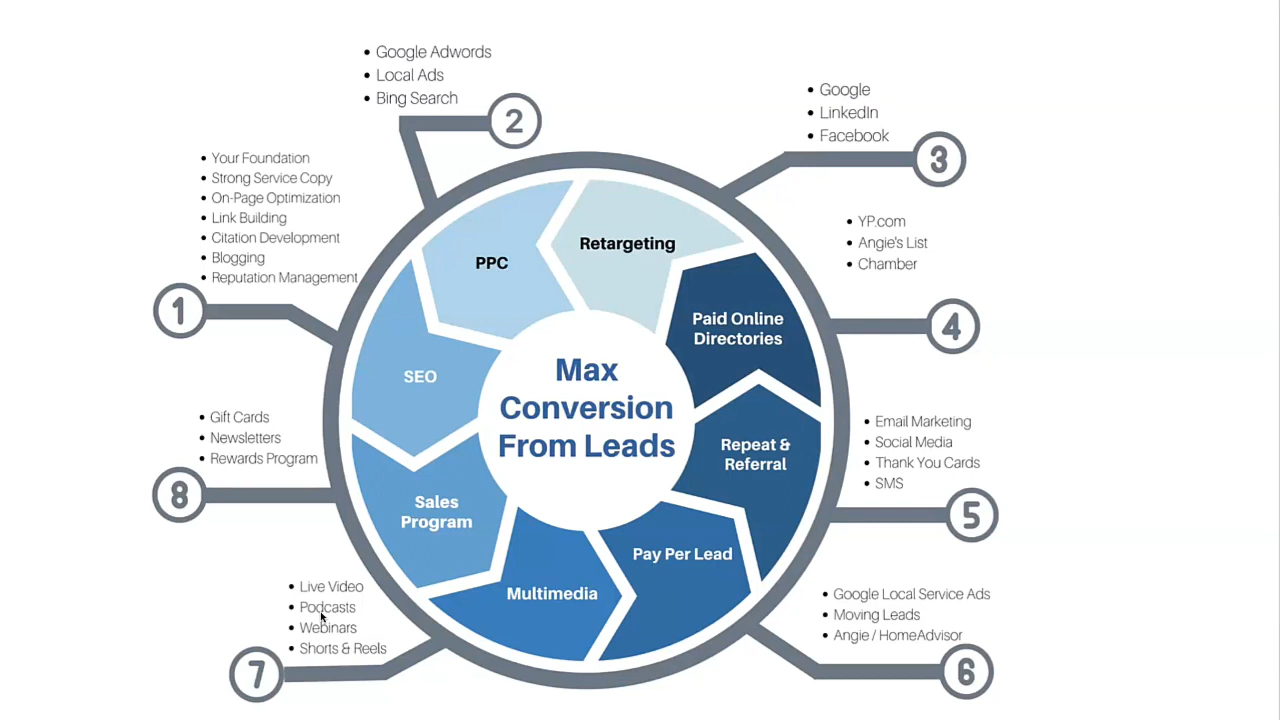 • Google Adwords
• Local Ads
• Bing Search
2
• Google
• LinkedIn
• Facebook
3
• Your Foundation
• Strong Service Copy
• On-Page Optimization
• Link Building
• Citation Development
• Blogging
• Reputation Management
1
• YP.com
• Angie's List
• Chamber
4
PPC
Retargeting
Paid Online
Directories
SEO
Max
Conversion
From Leads
Repeat &
Referral
Sales
Program
Pay Per Lead
Multimedia
• Gift Cards
• Newsletters
• Rewards Program
8
• Email Marketing
• Social Media
• Thank You Cards
• SMS
5
• Live Video
• Podcasts
• Webinars
• Shorts & Reels
7
• Google Local Service Ads
• Moving Leads
• Angie / HomeAdvisor
6